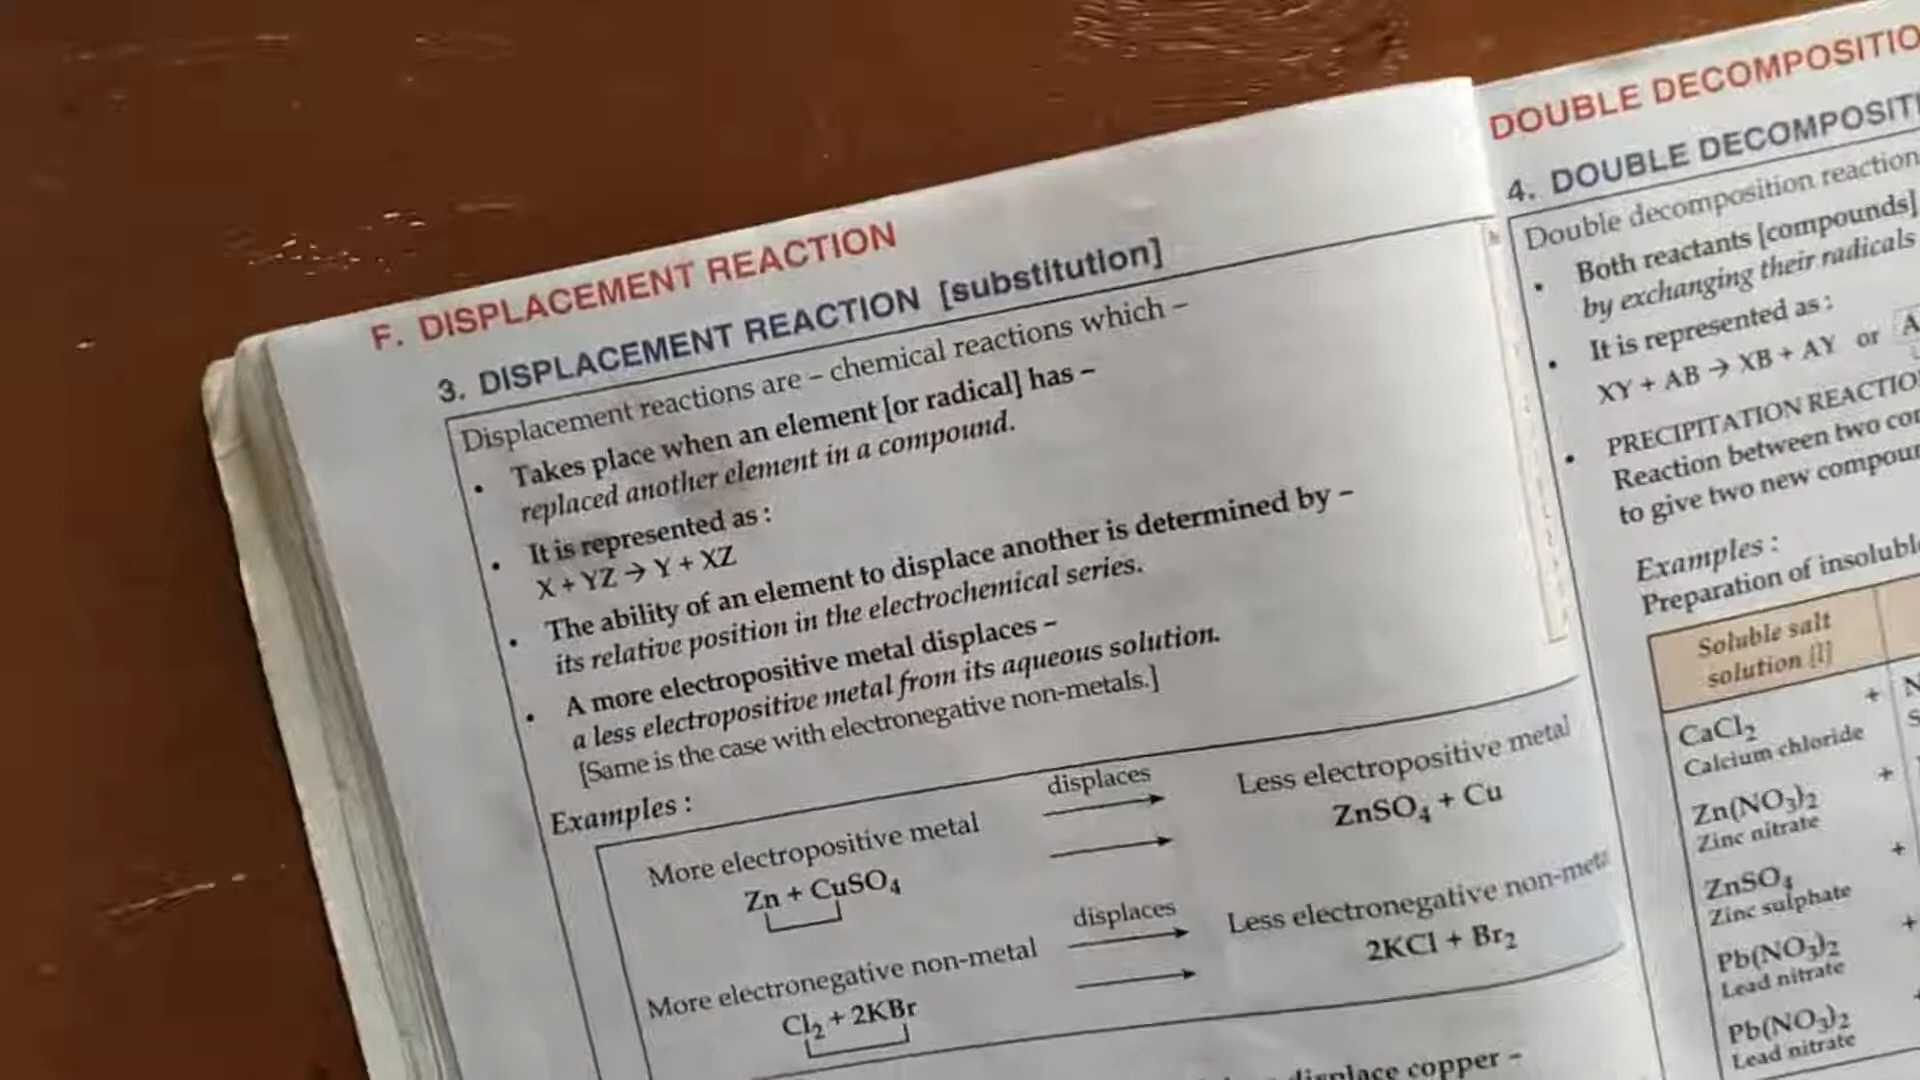 F. DISPLACEMENT REACTION
3. DISPLACEMENT REACTION [substitution]
Displacement reactions are – chemical reactions which –
• Takes place when an element [or radical] has –
replaced another element in a compound.
• It is represented as :
X + YZ → Y + XZ
• The ability of an element to displace another is determined by –
its relative position in the electrochemical series.
• A more electropositive metal displaces –
a less electropositive metal from its aqueous solution.
[Same is the case with electronegative non-metals.]
Examples :
More electropositive metal displaces → Less electropositive metal
Zn + CuSO₄ → ZnSO₄ + Cu
More electronegative non-metal displaces → Less electronegative non-meta
Cl₂ + 2KBr → 2KCl + Br₂
displace copper –
DOUBLE DECOMPOSITIO
4. DOUBLE DECOMPOSITI
Double decomposition reaction
• Both reactants [compounds]
by exchanging their radicals
• It is represented as :
XY + AB → XB + AY or A
• PRECIPITATION REACTIO
Reaction between two co
to give two new compou
Examples :
Preparation of insolubl
Soluble salt
solution [1]
CaCl₂ + N
Calcium chloride S
Zn(NO₃)₂ +
Zinc nitrate
ZnSO₄ +
Zinc sulphate
Pb(NO₃)₂ +
Lead nitrate
Pb(NO₃)₂ +
Lead nitrate